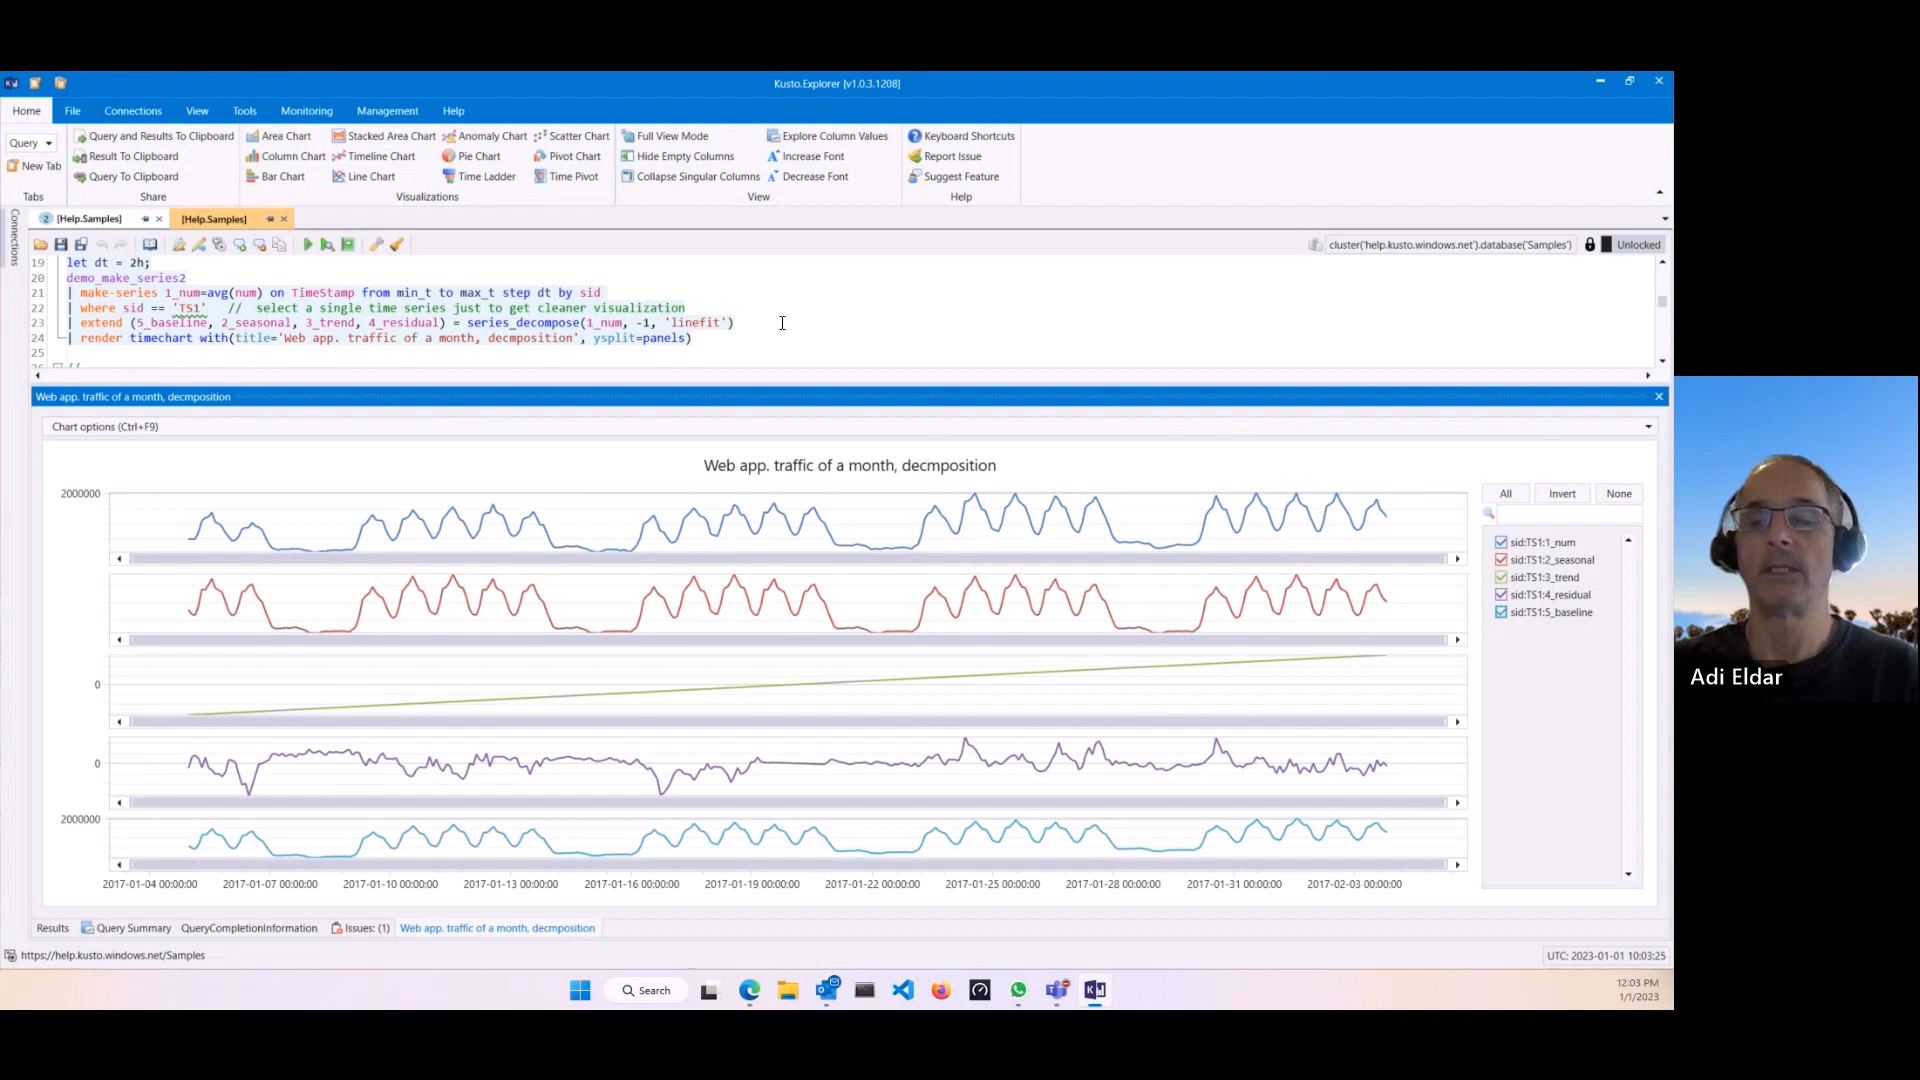 Kusto.Explorer [v1.0.3.1208]
Home File Connections View Tools Monitoring Management Help
Query
New Tab
Tabs
Query and Results To Clipboard
Result To Clipboard
Query To Clipboard
Share
Area Chart Stacked Area Chart Anomaly Chart Scatter Chart
Column Chart Timeline Chart Pie Chart Pivot Chart
Bar Chart Line Chart Time Ladder Time Pivot
Visualizations
Full View Mode Explore Column Values
Hide Empty Columns Increase Font
Collapse Singular Columns Decrease Font
View
Keyboard Shortcuts
Report Issue
Suggest Feature
Help
Connections
2 [Help.Samples] [Help.Samples]
cluster('help.kusto.windows.net').database('Samples') Unlocked
19 let dt = 2h;
20 demo_make_series2
21 | make-series 1_num=avg(num) on TimeStamp from min_t to max_t step dt by sid
22 | where sid == 'TS1' // select a single time series just to get cleaner visualization
23 | extend (5_baseline, 2_seasonal, 3_trend, 4_residual) = series_decompose(1_num, -1, 'linefit')
24 | render timechart with(title='Web app. traffic of a month, decmposition', ysplit=panels)
25
26 //
Web app. traffic of a month, decmposition
Chart options (Ctrl+F9)
Web app. traffic of a month, decmposition
2000000
0
0
2000000
2017-01-04 00:00:00 2017-01-07 00:00:00 2017-01-10 00:00:00 2017-01-13 00:00:00 2017-01-16 00:00:00 2017-01-19 00:00:00 2017-01-22 00:00:00 2017-01-25 00:00:00 2017-01-28 00:00:00 2017-01-31 00:00:00 2017-02-03 00:00:00
All Invert None
sid:TS1:1_num
sid:TS1:2_seasonal
sid:TS1:3_trend
sid:TS1:4_residual
sid:TS1:5_baseline
Adi Eldar
Results Query Summary QueryCompletionInformation Issues: (1) Web app. traffic of a month, decmposition
https://help.kusto.windows.net/Samples
UTC: 2023-01-01 10:03:25
Search
12:03 PM
1/1/2023